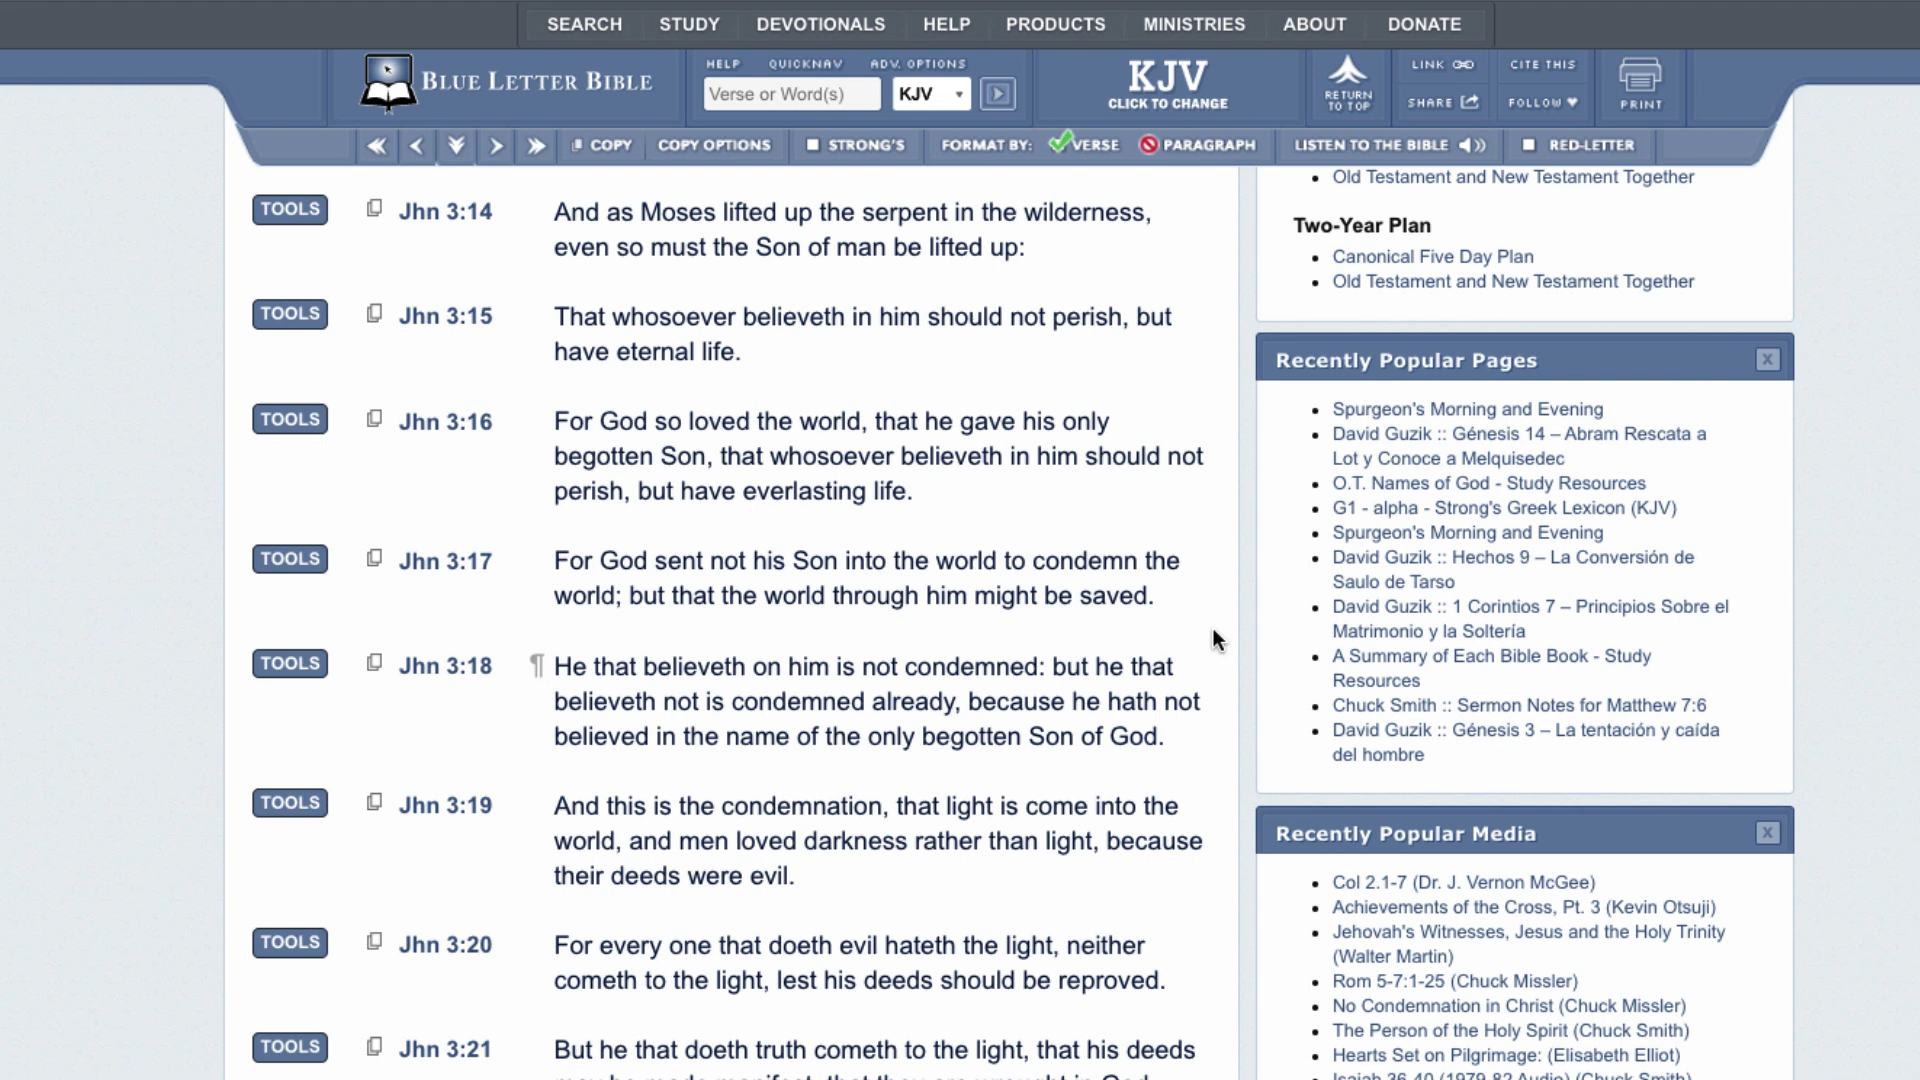 SEARCH STUDY DEVOTIONALS HELP PRODUCTS MINISTRIES ABOUT DONATE
BLUE LETTER BIBLE
HELP QUICKNAV ADV. OPTIONS
Verse or Word(s) KJV
KJV
CLICK TO CHANGE
RETURN
TO TOP
LINK CITE THIS
SHARE FOLLOW
PRINT
COPY COPY OPTIONS STRONG'S FORMAT BY: VERSE PARAGRAPH LISTEN TO THE BIBLE RED-LETTER
TOOLS Jhn 3:14 And as Moses lifted up the serpent in the wilderness,
even so must the Son of man be lifted up:
TOOLS Jhn 3:15 That whosoever believeth in him should not perish, but
have eternal life.
TOOLS Jhn 3:16 For God so loved the world, that he gave his only
begotten Son, that whosoever believeth in him should not
perish, but have everlasting life.
TOOLS Jhn 3:17 For God sent not his Son into the world to condemn the
world; but that the world through him might be saved.
TOOLS Jhn 3:18 ¶ He that believeth on him is not condemned: but he that
believeth not is condemned already, because he hath not
believed in the name of the only begotten Son of God.
TOOLS Jhn 3:19 And this is the condemnation, that light is come into the
world, and men loved darkness rather than light, because
their deeds were evil.
TOOLS Jhn 3:20 For every one that doeth evil hateth the light, neither
cometh to the light, lest his deeds should be reproved.
TOOLS Jhn 3:21 But he that doeth truth cometh to the light, that his deeds
Old Testament and New Testament Together
Two-Year Plan
Canonical Five Day Plan
Old Testament and New Testament Together
Recently Popular Pages X
Spurgeon's Morning and Evening
David Guzik :: Génesis 14 – Abram Rescata a
Lot y Conoce a Melquisedec
O.T. Names of God - Study Resources
G1 - alpha - Strong's Greek Lexicon (KJV)
Spurgeon's Morning and Evening
David Guzik :: Hechos 9 – La Conversión de
Saulo de Tarso
David Guzik :: 1 Corintios 7 – Principios Sobre el
Matrimonio y la Soltería
A Summary of Each Bible Book - Study
Resources
Chuck Smith :: Sermon Notes for Matthew 7:6
David Guzik :: Génesis 3 – La tentación y caída
del hombre
Recently Popular Media X
Col 2.1-7 (Dr. J. Vernon McGee)
Achievements of the Cross, Pt. 3 (Kevin Otsuji)
Jehovah's Witnesses, Jesus and the Holy Trinity
(Walter Martin)
Rom 5-7:1-25 (Chuck Missler)
No Condemnation in Christ (Chuck Missler)
The Person of the Holy Spirit (Chuck Smith)
Hearts Set on Pilgrimage: (Elisabeth Elliot)